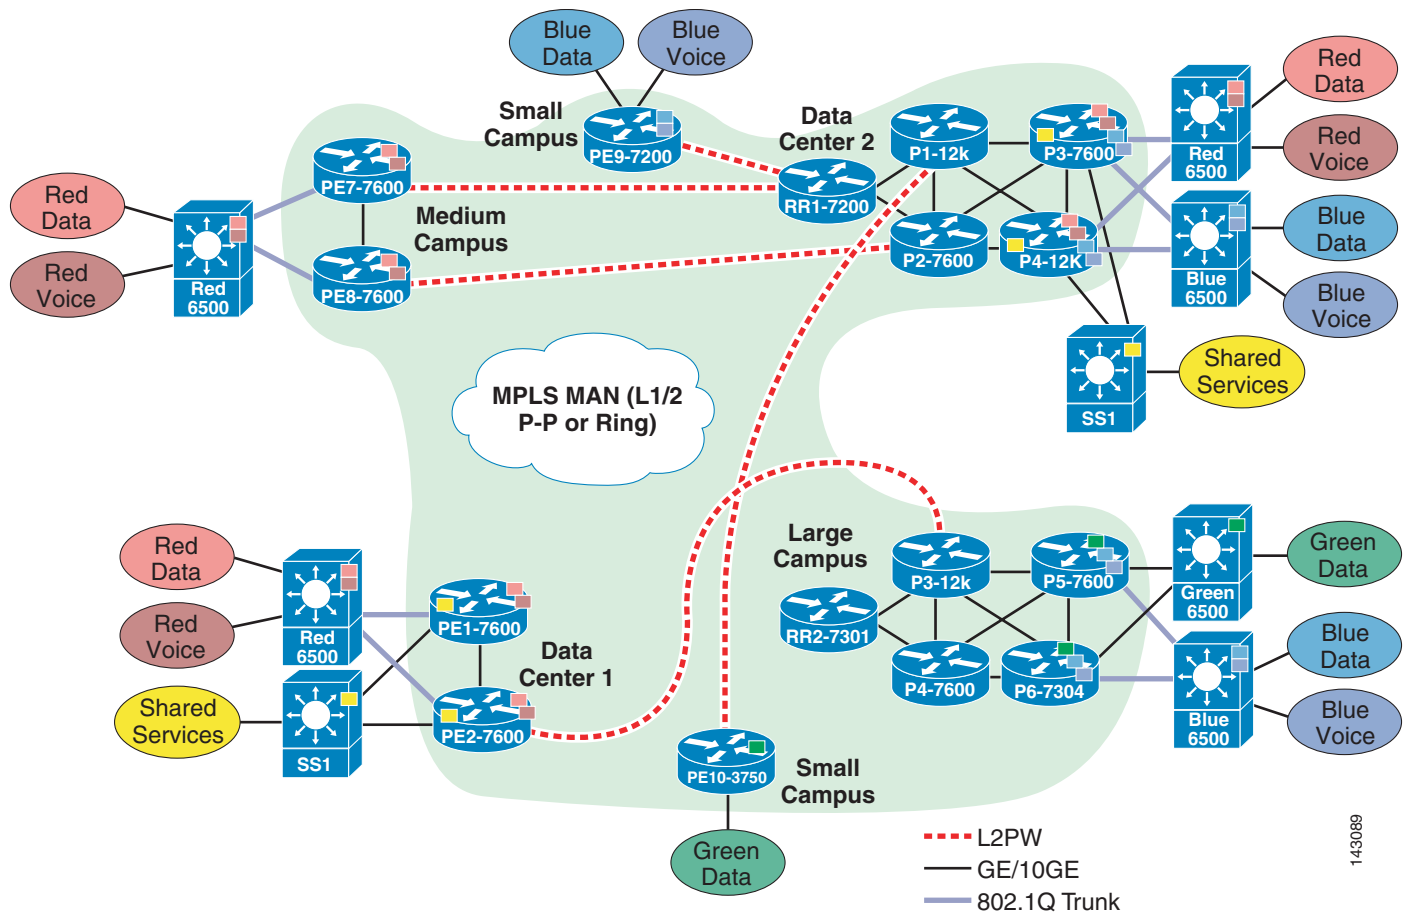 Blue
Data
Blue
Voice
Small
Campus
PE9-7200
Data
Center 2
P1-12k
P3-7600
Red
6500
Red
Data
Red
Voice
PE7-7600
RR1-7200
Red
Data
Red
Voice
Red
6500
Medium
Campus
PE8-7600
P2-7600
P4-12K
Blue
6500
Blue
Data
Blue
Voice
SS1
Shared
Services
MPLS MAN (L1/2
P-P or Ring)
Red
Data
Red
Voice
Red
6500
PE1-7600
Shared
Services
SS1
PE2-7600
Data
Center 1
Large
Campus
P3-12k
P5-7600
RR2-7301
P4-7600
P6-7304
Green
6500
Green
Data
Blue
6500
Blue
Data
Blue
Voice
PE10-3750
Small
Campus
Green
Data
L2PW
GE/10GE
802.1Q Trunk
143089